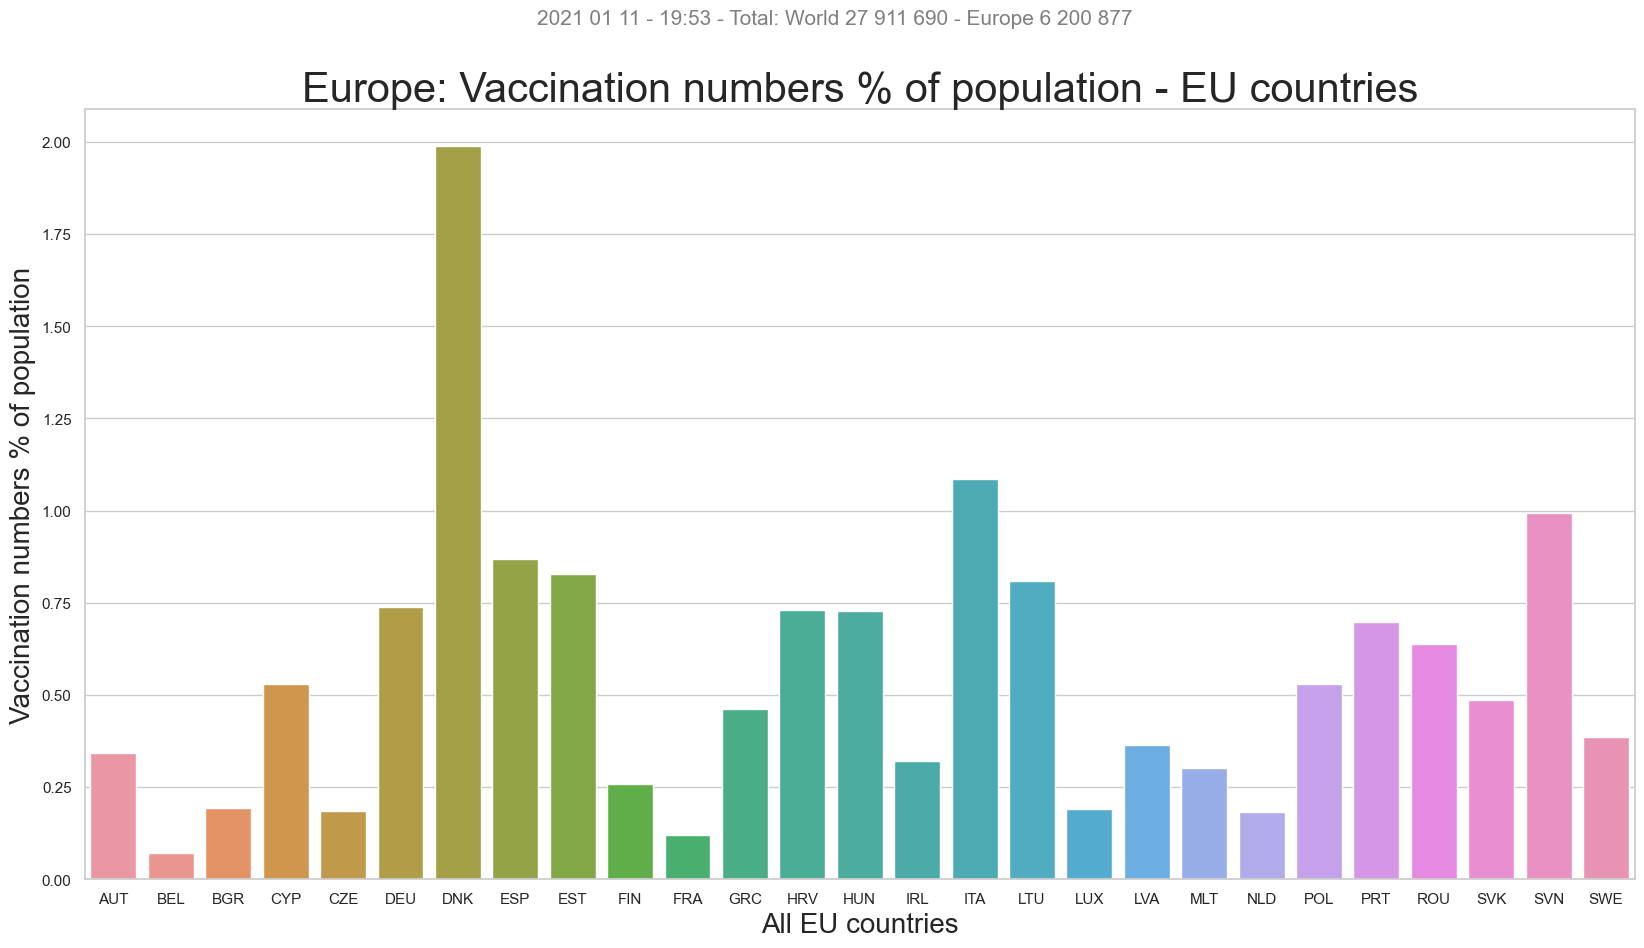 2021 01 11 - 19:53 - Total: World 27 911 690 - Europe 6 200 877
Europe: Vaccination numbers % of population - EU countries
Vaccination numbers % of population
2.00
1.75
1.50
1.25
1.00
0.75
0.50
0.25
0.00
AUT BEL BGR CYP CZE DEU DNK ESP EST FIN FRA GRC HRV HUN IRL ITA LTU LUX LVA MLT NLD POL PRT ROU SVK SVN SWE
All EU countries